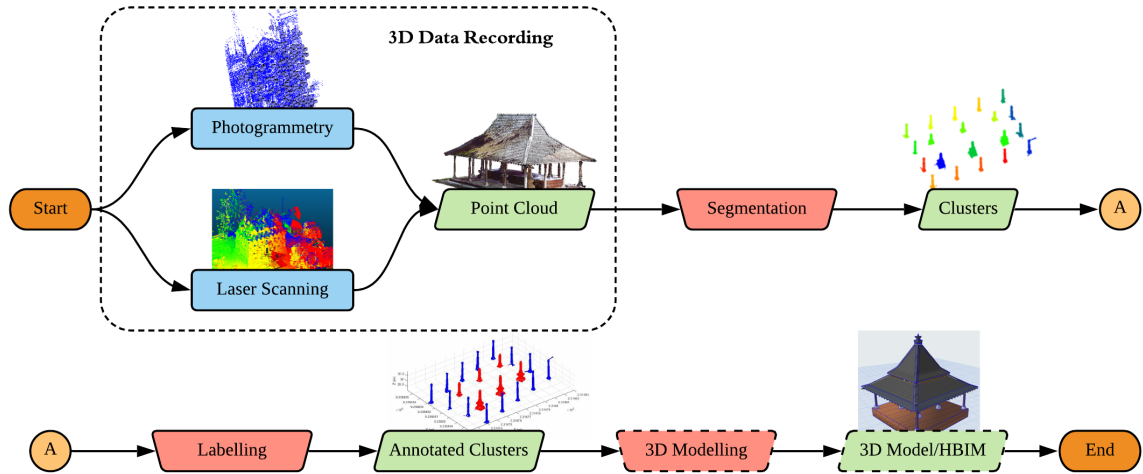 3D Data Recording
Photogrammetry
Start
Point Cloud
Segmentation
Clusters
A
Laser Scanning
A
Labelling
Annotated Clusters
3D Modelling
3D Model/HBIM
End